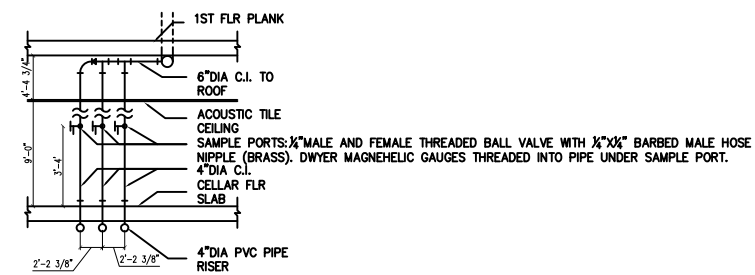 1ST FLR PLANK
4'-4 3/4"
6"DIA C.I. TO
ROOF
ACOUSTIC TILE
CEILING
SAMPLE PORTS:¼"MALE AND FEMALE THREADED BALL VALVE WITH ¼"X¼" BARBED MALE HOSE
NIPPLE (BRASS). DWYER MAGNEHELIC GAUGES THREADED INTO PIPE UNDER SAMPLE PORT.
9'-0"
3'-4'
4"DIA C.I.
CELLAR FLR
SLAB
4"DIA PVC PIPE
RISER
2'-2 3/8"
2'-2 3/8"